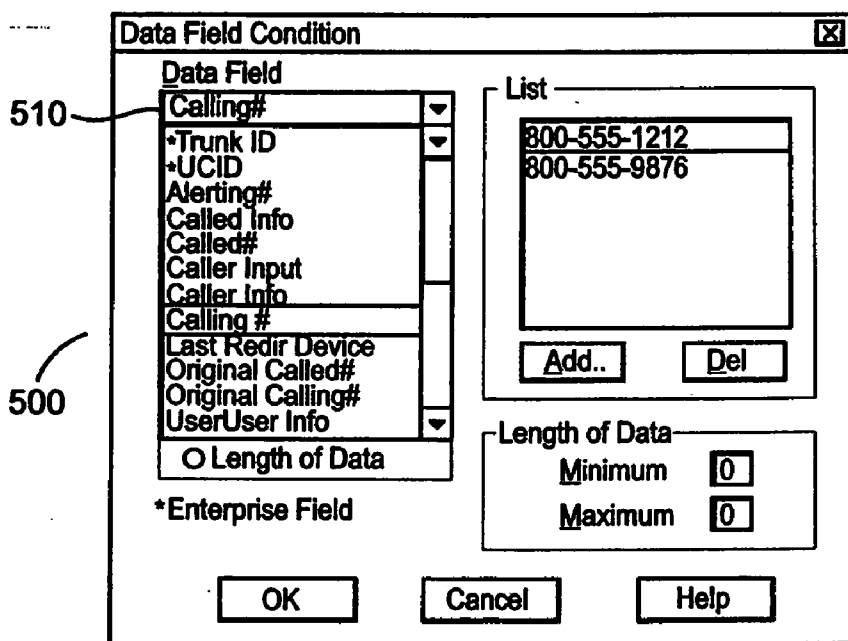 Data Field Condition
Data Field
510
Calling#
*Trunk ID
*UCID
Alerting#
Called Info
Called#
Caller Input
Caller Info
Calling #
Last Redir Device
Original Called#
Original Calling#
UserUser Info
Length of Data
*Enterprise Field
500
List
800-555-1212
800-555-9876
Add..
Del
Length of Data
Minimum 0
Maximum 0
OK
Cancel
Help